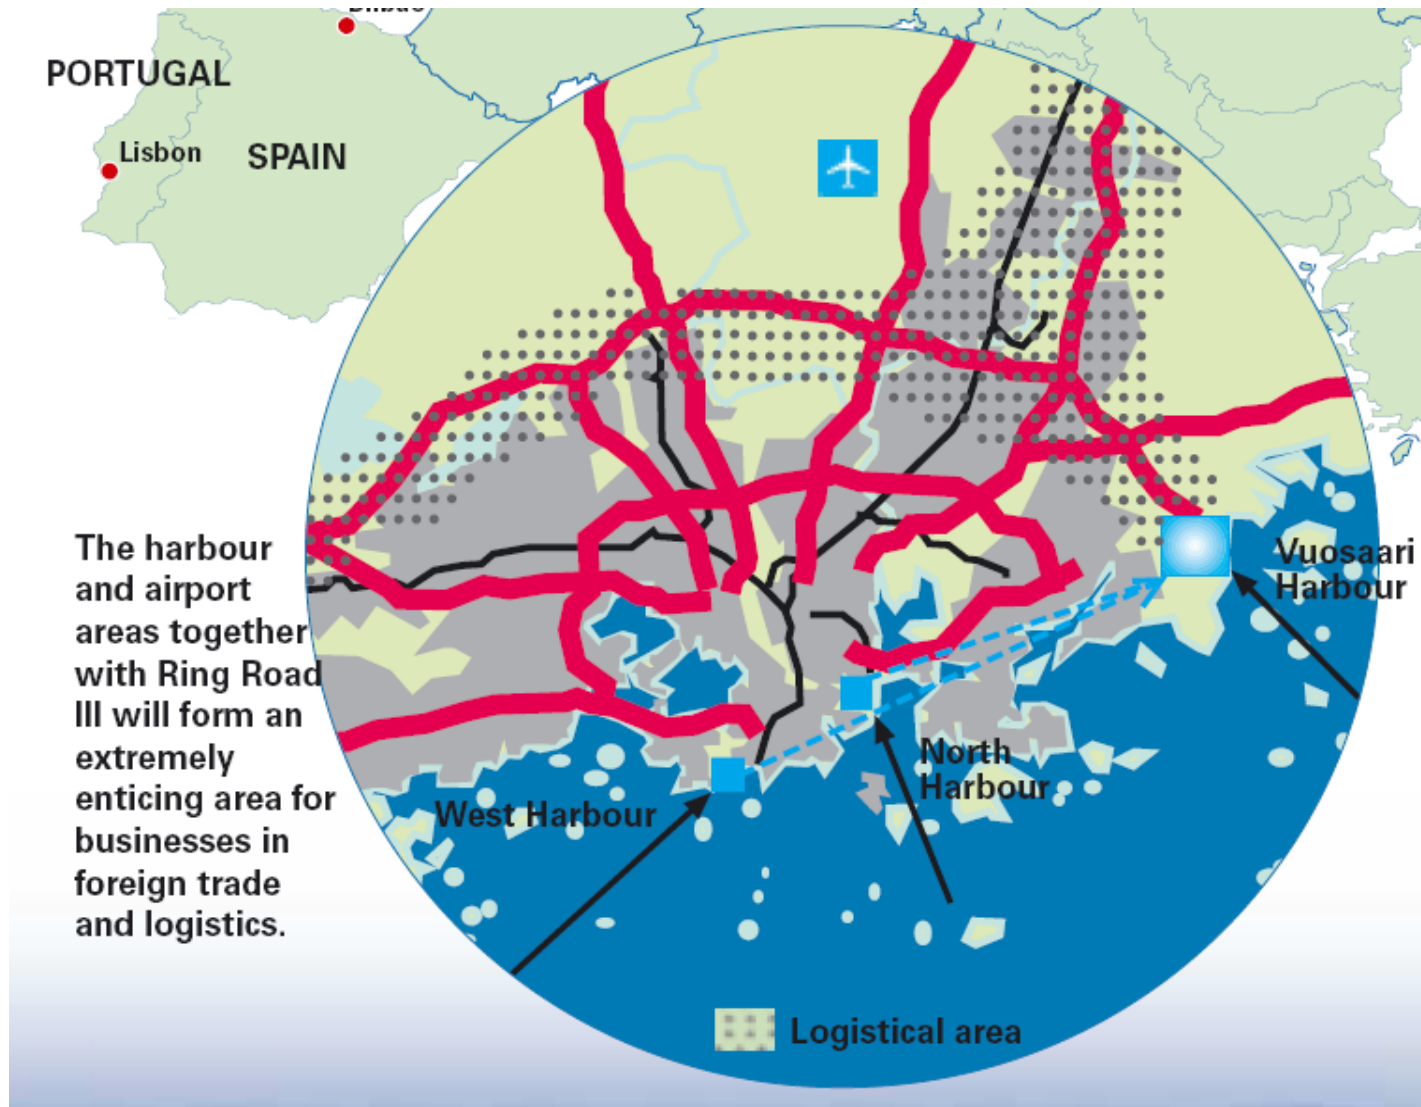 PORTUGAL
Lisbon
SPAIN
The harbour
and airport
areas together
with Ring Road
III will form an
extremely
enticing area for
businesses in
foreign trade
and logistics.
Vuosaari
Harbour
North
Harbour
West Harbour
Logistical area